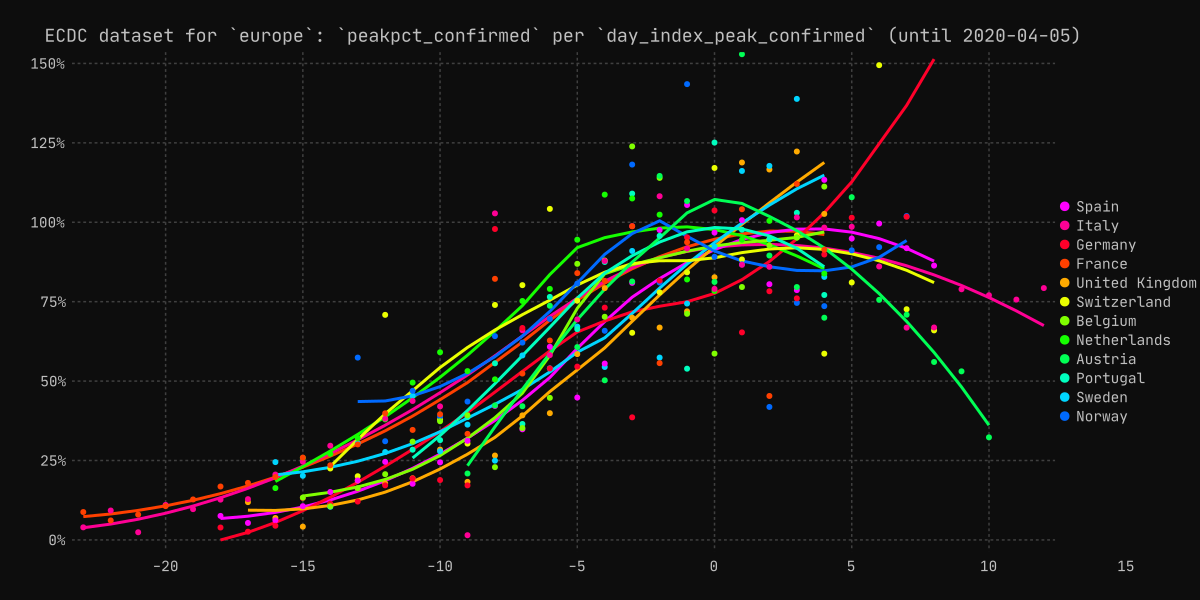 ECDC dataset for `europe`: `peakpct_confirmed` per `day_index_peak_confirmed` (until 2020-04-05)
150%
125%
100%
75%
50%
25%
0%
−20
−15
−10
−5
0
5
10
15
Spain
Italy
Germany
France
United Kingdom
Switzerland
Belgium
Netherlands
Austria
Portugal
Sweden
Norway